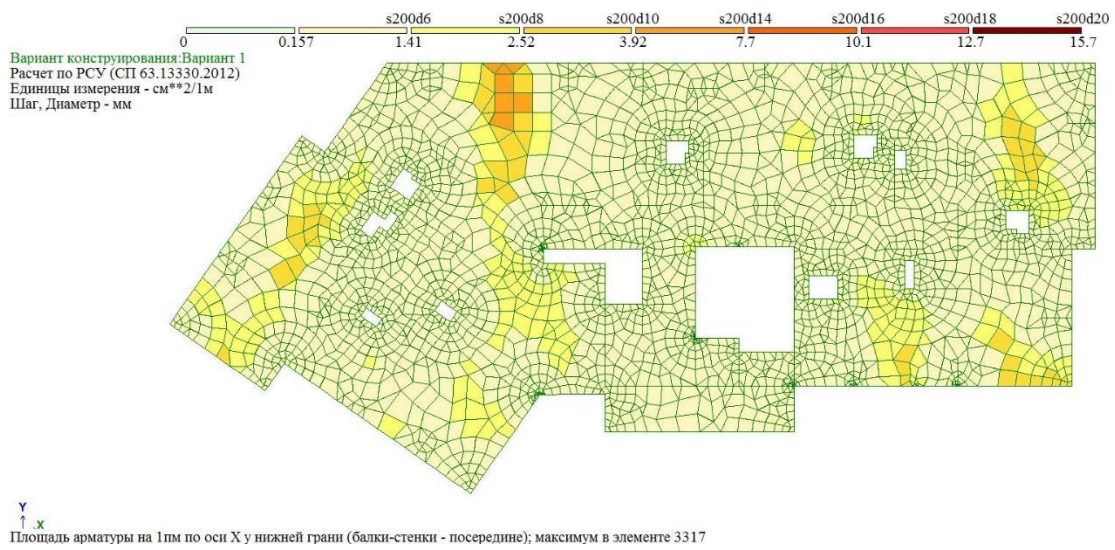 s200d6 s200d8 s200d10 s200d14 s200d16 s200d18 s200d20
0 0.157 1.41 2.52 3.92 7.7 10.1 12.7 15.7
Вариант конструирования:Вариант 1
Расчет по РСУ (СП 63.13330.2012)
Единицы измерения - см**2/1м
Шаг, Диаметр - мм
Y
X
Площадь арматуры на 1пм по оси X у нижней грани (балки-стенки - посередине); максимум в элементе 3317